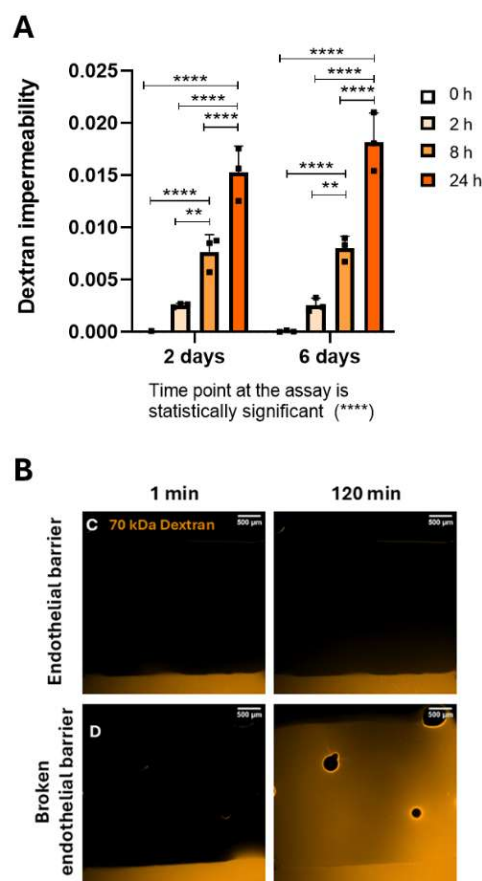 A
Dextran impermeability
0.025
0.020
0.015
0.010
0.005
0.000
****
****
****
****
**
****
****
****
****
**
2 days
6 days
0 h
2 h
8 h
24 h
Time point at the assay is
statistically significant (****)
B
1 min
120 min
Endothelial barrier
C 70 kDa Dextran
500 µm
500 µm
Broken
endothelial barrier
D
500 µm
500 µm